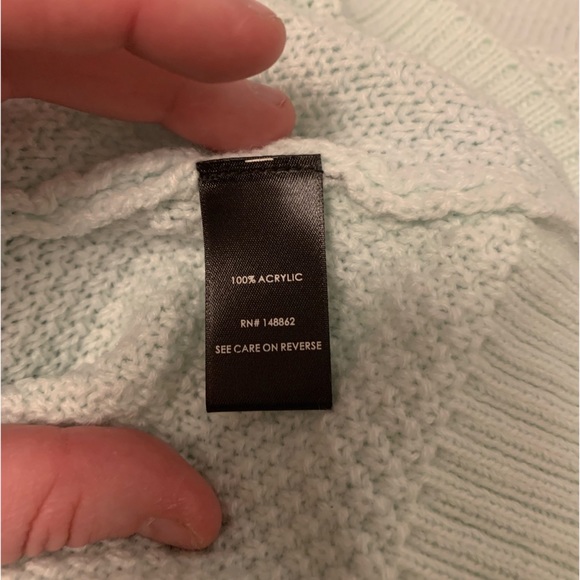 100% ACRYLIC
RN# 148862
SEE CARE ON REVERSE